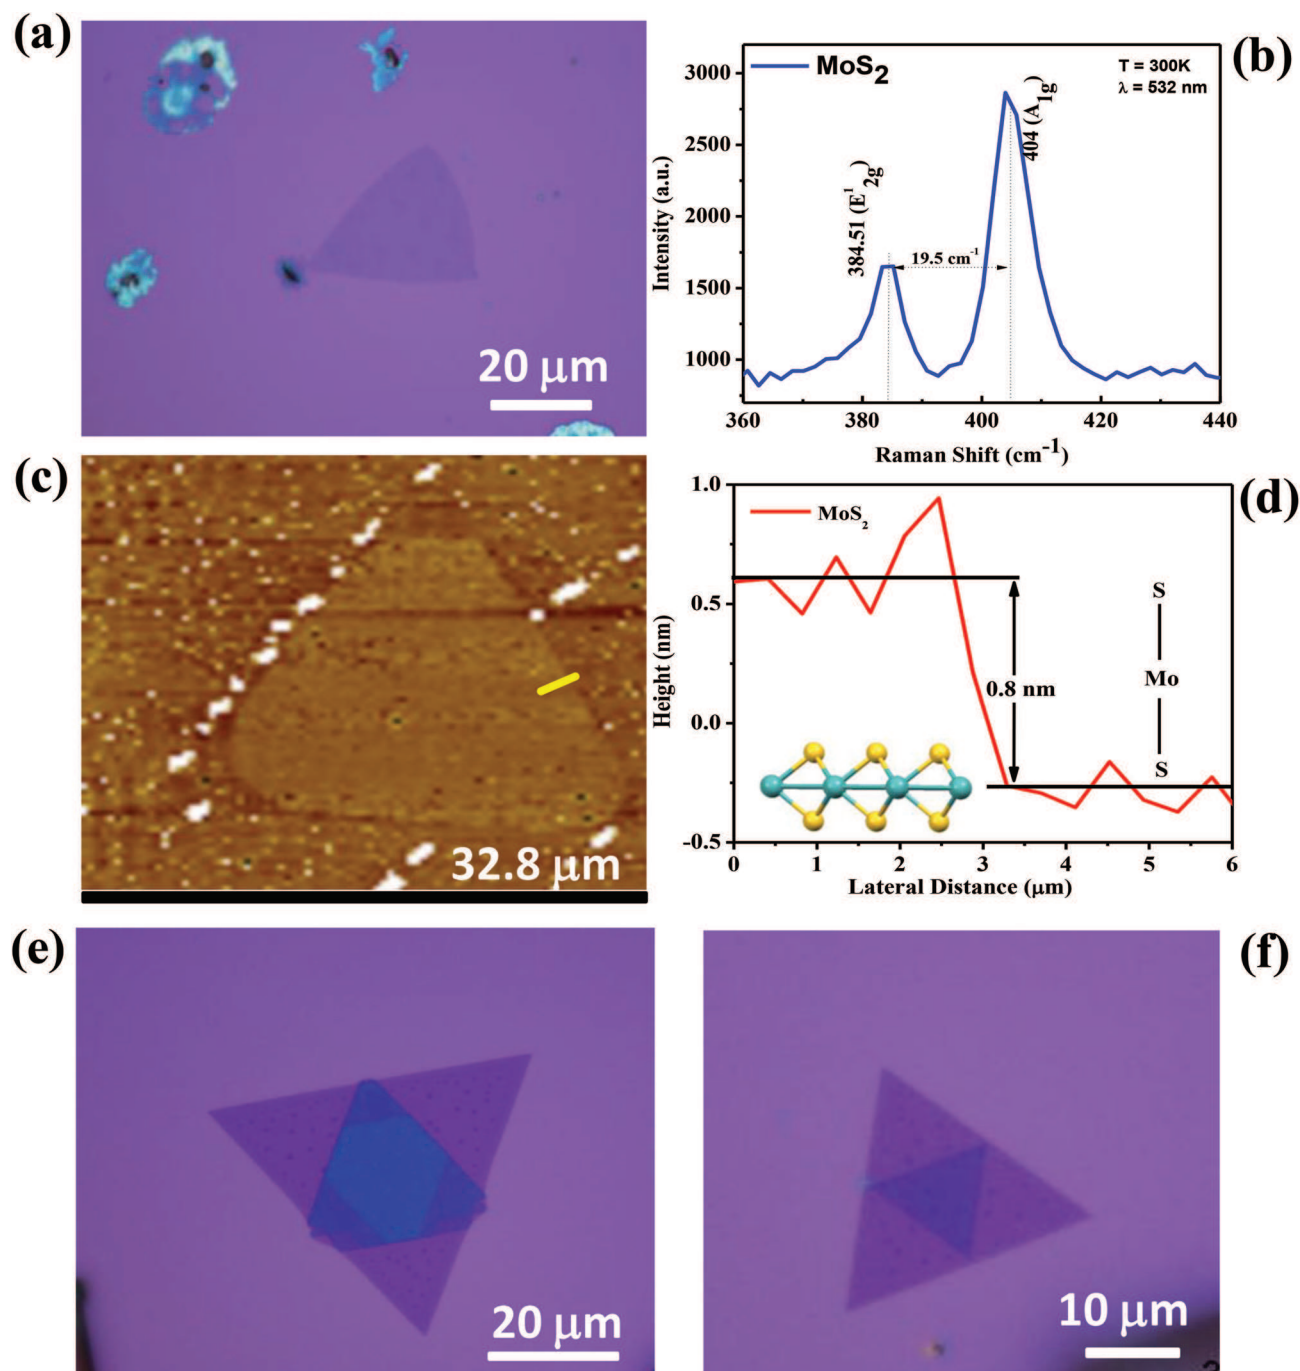 (a)
20 μm
(b)
MoS2
T = 300K
λ = 532 nm
384.51 (E1 2g)
404 (A1g)
19.5 cm-1
3000
2500
2000
1500
1000
Intensity (a.u.)
360 380 400 420 440
Raman Shift (cm-1)
(c)
32.8 μm
(d)
MoS2
1.0
0.5
0.0
-0.5
Height (nm)
0.8 nm
S
Mo
S
0 1 2 3 4 5 6
Lateral Distance (μm)
(e)
20 μm
(f)
10 μm